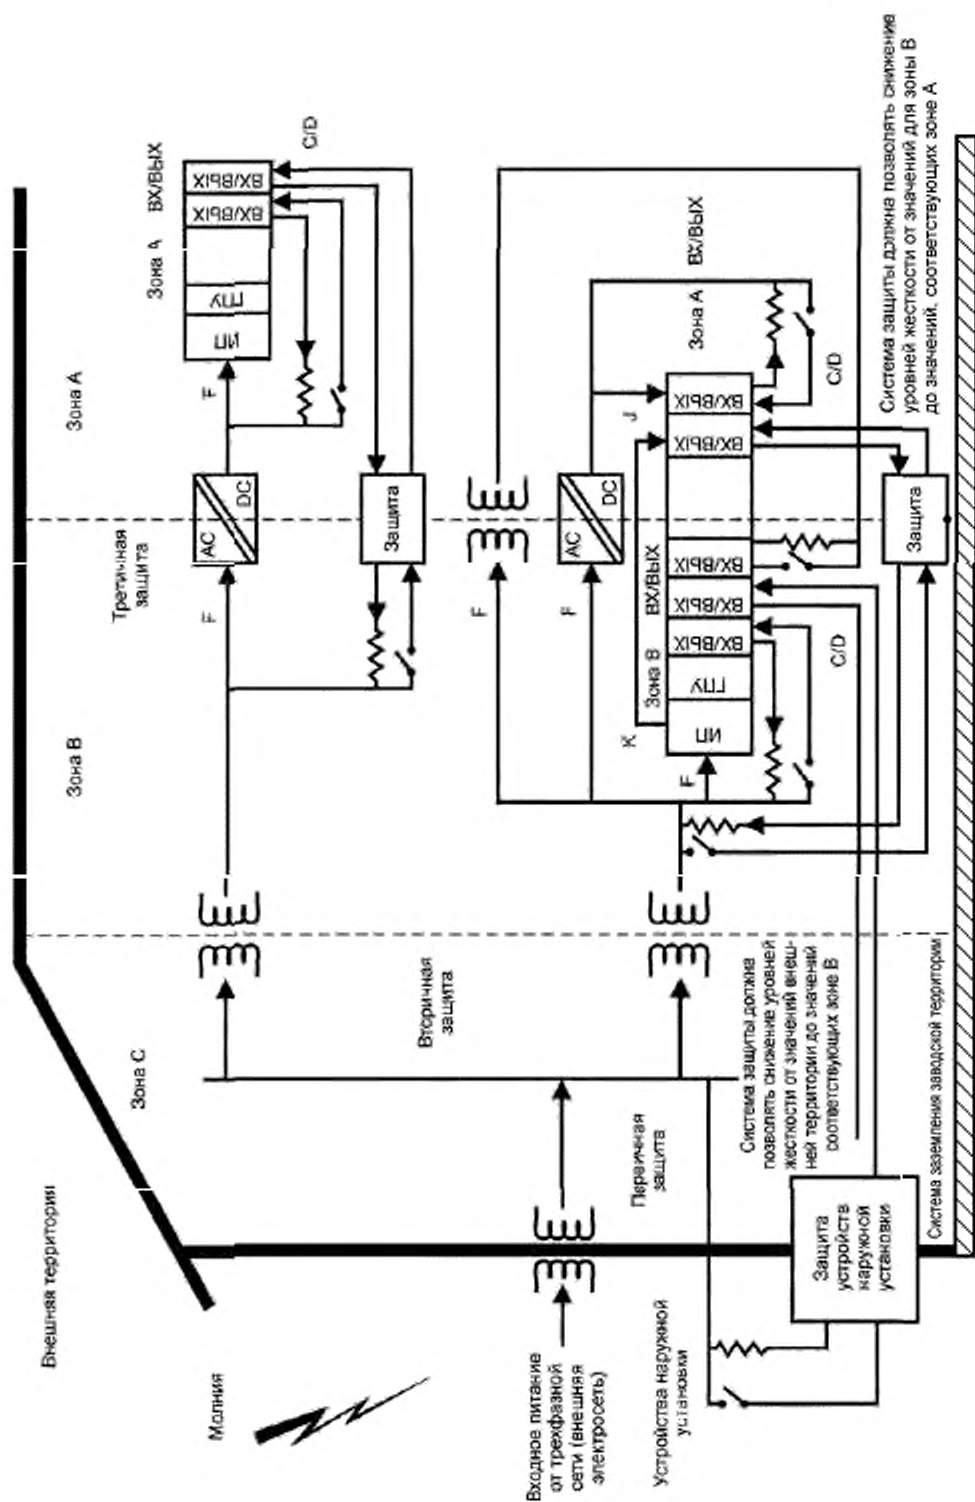 Внешняя территория
Зона C
Зона B
Зона A
Молния
Вторичная
защита
Третичная
защита
F
AC
DC
F
ИП
ГПУ
ВХ/ВЫХ
ВХ/ВЫХ
Зона A
ВХ/ВЫХ
C/D
Защита
Входное питание
от трехфазной
сети (внешняя
электросеть)
Первичная
защита
F
F
AC
DC
K
J
F
Зона B
ВХ/ВЫХ
ИП
ГПУ
ВХ/ВЫХ
ВХ/ВЫХ
ВХ/ВЫХ
ВХ/ВЫХ
ВХ/ВЫХ
Зона A
ВХ/ВЫХ
C/D
C/D
Устройства наружной
установки
Защита
устройств
наружной
установки
Система защиты должна
позволять снижение уровней
жесткости от значений внеш-
ней территории до значений
соответствующих зоне B
Защита
Система защиты должна позволять снижение
уровней жесткости от значений для зоны B
до значений, соответствующих зоне A
Система заземления заводской территории